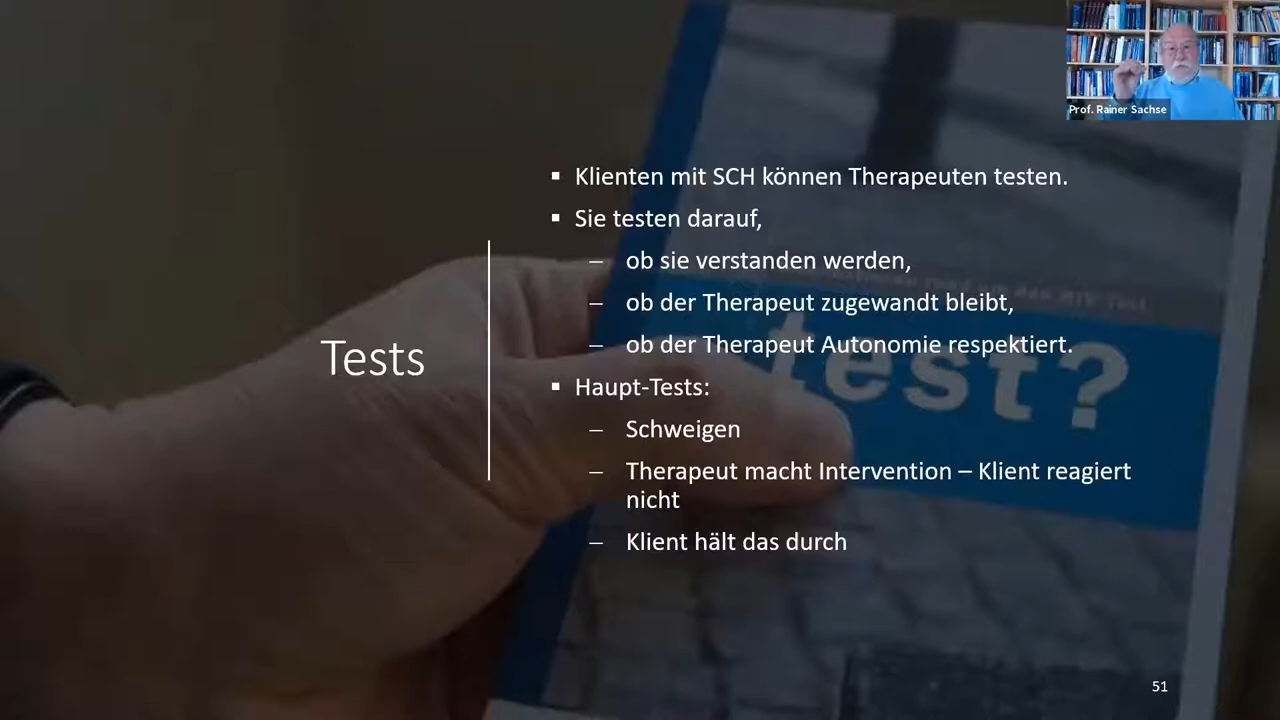 Prof. Rainer Sachse
Tests
▪ Klienten mit SCH können Therapeuten testen.
▪ Sie testen darauf,
– ob sie verstanden werden,
– ob der Therapeut zugewandt bleibt,
– ob der Therapeut Autonomie respektiert.
▪ Haupt-Tests:
– Schweigen
– Therapeut macht Intervention – Klient reagiert
nicht
– Klient hält das durch
test?
51